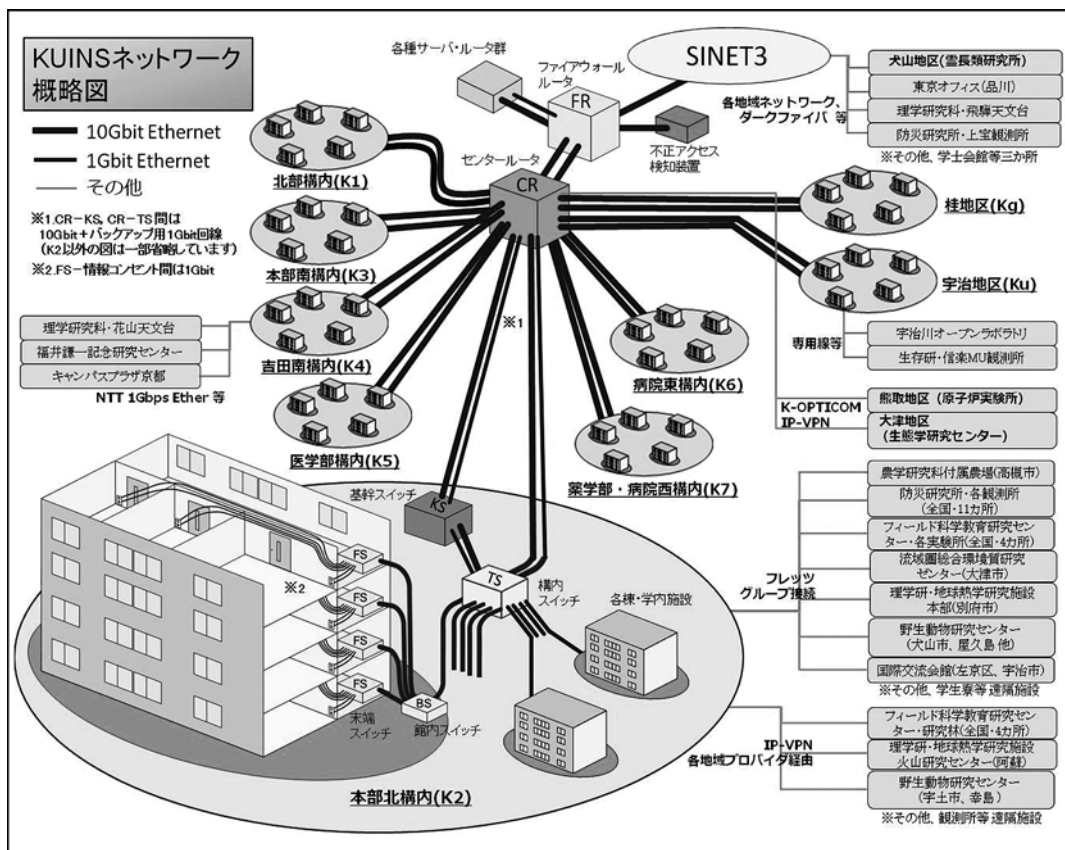 KUINSネットワーク
概略図
10Gbit Ethernet
1Gbit Ethernet
その他
※1.CR－KS, CR－TS間は
10Gbit＋バックアップ用1Gbit回線
(K2以外の図は一部省略しています)
※2.FS－情報コンセント間は1Gbit
各種サーバ・ルータ群
ファイアウォール
ルータ
FR
SINET3
各地域ネットワーク、
ダークファイバ 等
不正アクセス
検知装置
センタールータ
CR
犬山地区(霊長類研究所)
東京オフィス(品川)
理学研究科・飛騨天文台
防災研究所・上宝観測所
※その他、学士会館等三か所
北部構内(K1)
本部南構内(K3)
吉田南構内(K4)
医学部構内(K5)
理学研究科・花山天文台
福井謙一記念研究センター
キャンパスプラザ京都
NTT 1Gbps Ether 等
桂地区(Kg)
宇治地区(Ku)
専用線等
宇治川オープンラボラトリ
生存研・信楽MU観測所
※1
病院東構内(K6)
薬学部・病院西構内(K7)
K-OPTICOM
IP-VPN
熊取地区（原子炉実験所)
大津地区
(生態学研究センター)
基幹スイッチ
KS
TS
構内
スイッチ
各棟・学内施設
FS
FS
FS
FS
※2
BS
末端
スイッチ
館内スイッチ
本部北構内(K2)
フレッツ
グループ接続
農学研究科付属農場(高槻市)
防災研究所・各観測所
(全国・11カ所)
フィールド科学教育研究セン
ター・各実験所(全国・4カ所)
流域圏総合環境質研究
センター(大津市)
理学研・地球熱学研究施設
本部(別府市)
野生動物研究センター
(犬山市、屋久島 他)
国際交流会館(左京区、宇治市)
※その他、学生寮等 遠隔施設
IP-VPN
各地域プロバイダ経由
フィールド科学教育研究セン
ター・研究林(全国・4カ所)
理学研・地球熱学研究施設
火山研究センター(阿蘇)
野生動物研究センター
(宇土市、幸島)
※その他、観測所等 遠隔施設